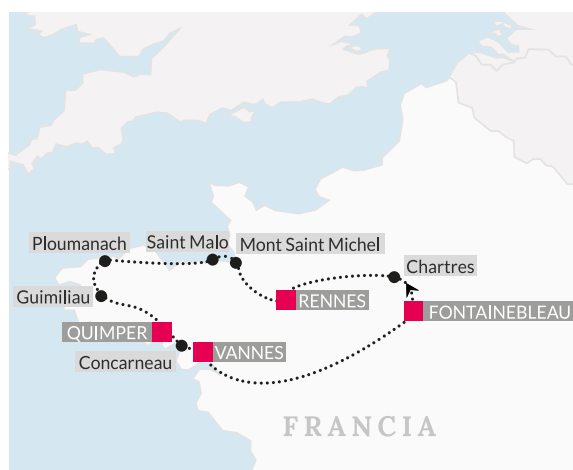 Ploumanach
Saint Malo
Mont Saint Michel
Chartres
Guimiliau
RENNES
FONTAINEBLEAU
QUIMPER
Concarneau
VANNES
FRANCIA